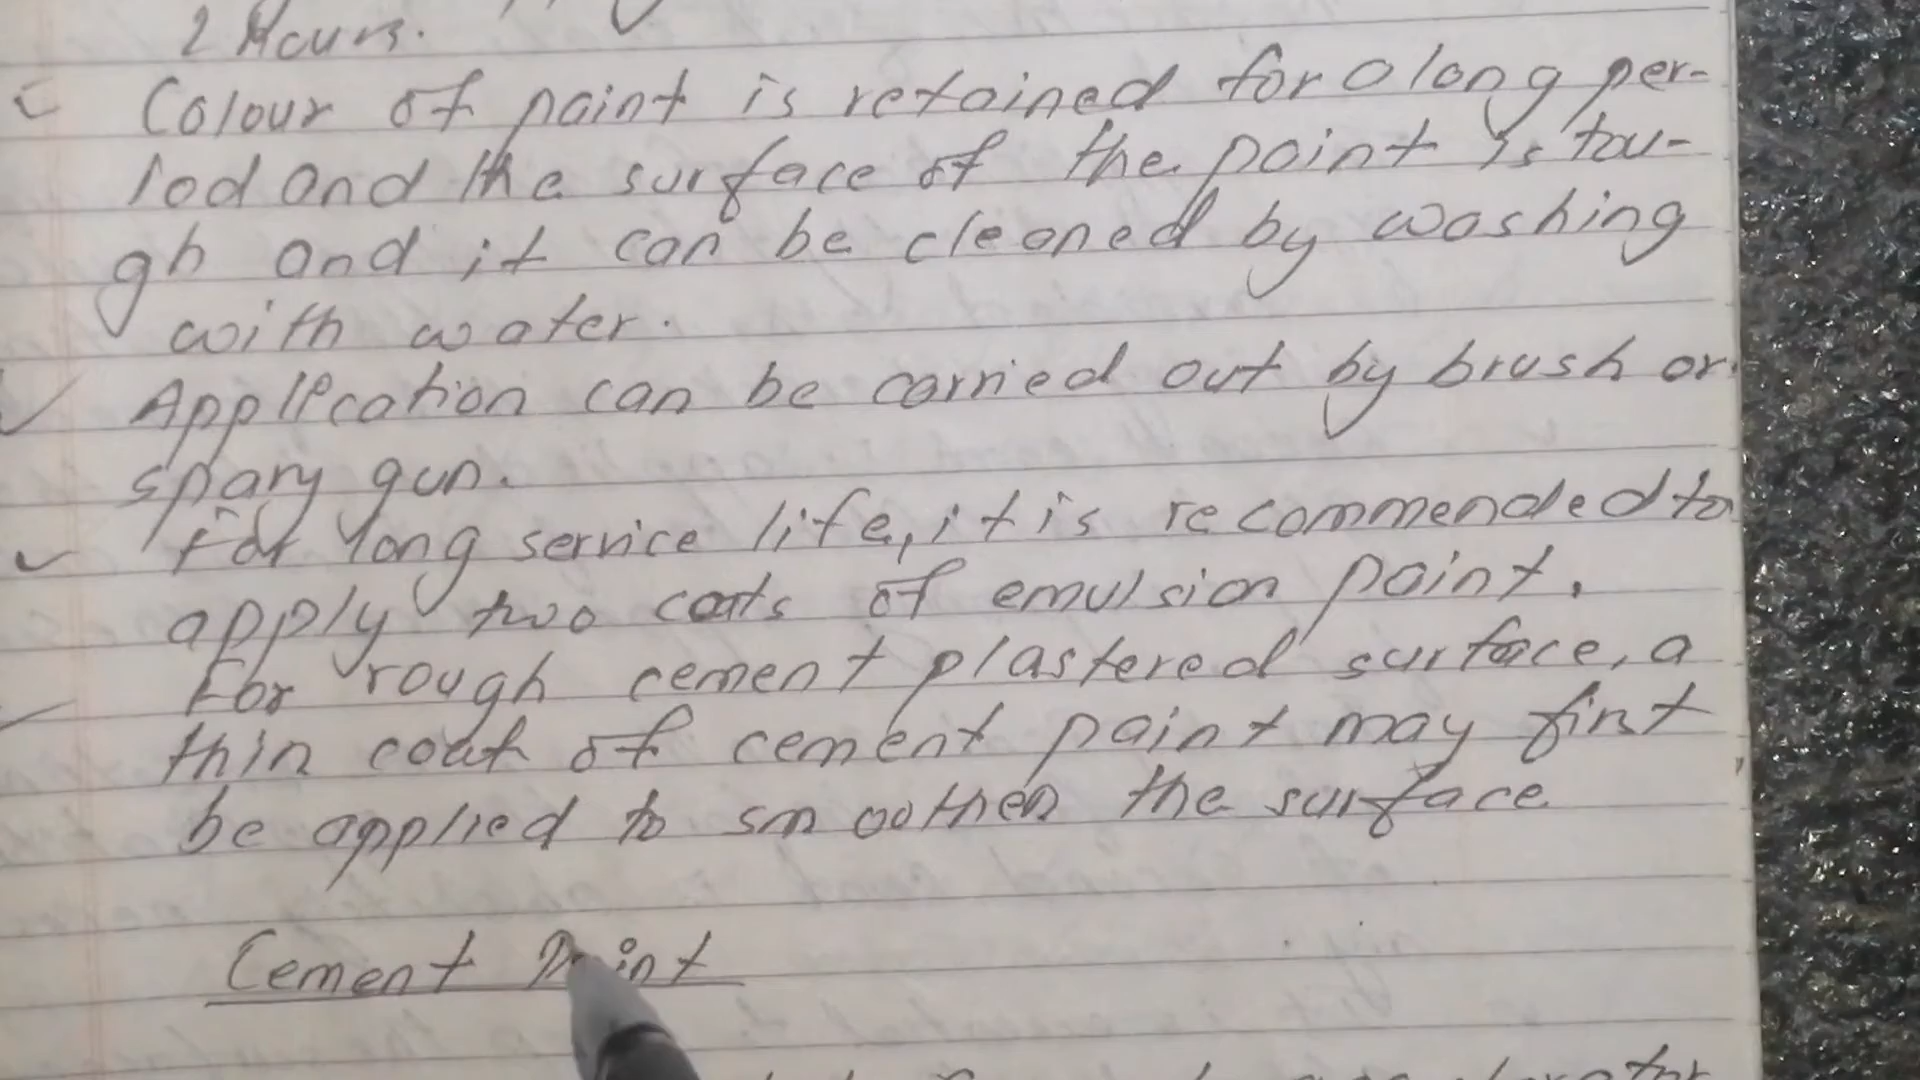 2 Hours.
Colour of paint is retained for a long per-
iod and the surface of the paint is tou-
gh and it can be cleaned by washing
with water.
Application can be carried out by brush or
spary gun.
For long service life, it is recommended to
apply two coats of emulsion paint.
For rough cement plastered surface, a
thin coat of cement paint may first
be applied to smoothen the surface
Cement Paint